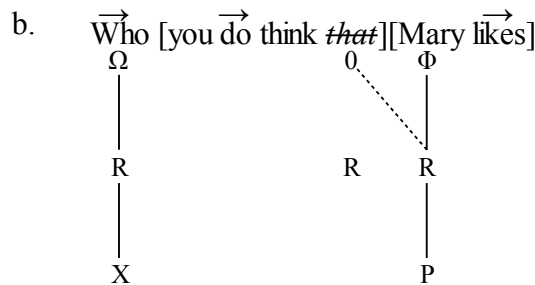 b. Who [you do think that][Mary likes]
Ω 0 Φ
R R R
X P